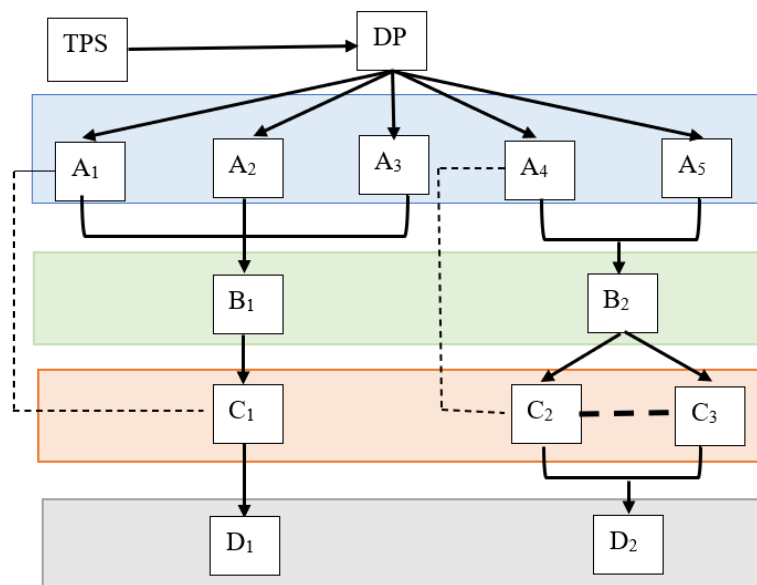 TPS
DP
A₁
A₂
A₃
A₄
A₅
B₁
B₂
C₁
C₂
C₃
D₁
D₂